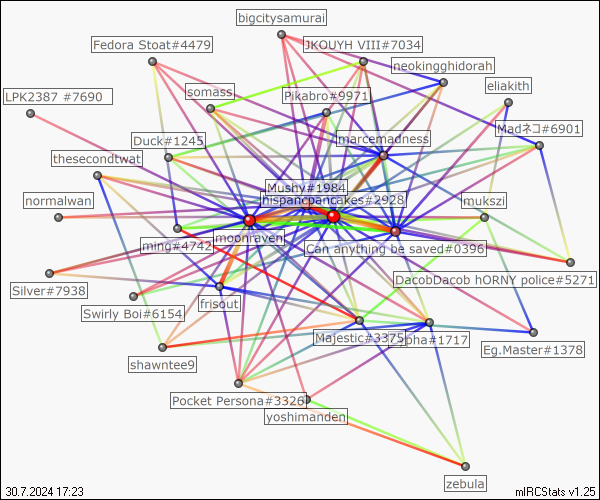 bigcitysamurai
Fedora Stoat#4479
JKOUYH VIII#7034
neokingghidorah
eliakith
somass
Pikabro#9971
LPK2387 #7690
Madネコ#6901
Duck#1245
marcemadness
thesecondtwat
Mushy#1984
hispancpancakes#2928
normalwan
mukszi
moonraven
ming#4742
Can anything be saved#0396
DacobDacob hORNY police#5271
Silver#7938
frisout
Swirly Boi#6154
Majestic#3375
lpha#1717
Eg.Master#1378
shawntee9
Pocket Persona#3326
yoshimanden
zebula
30.7.2024 17:23
mIRCStats v1.25